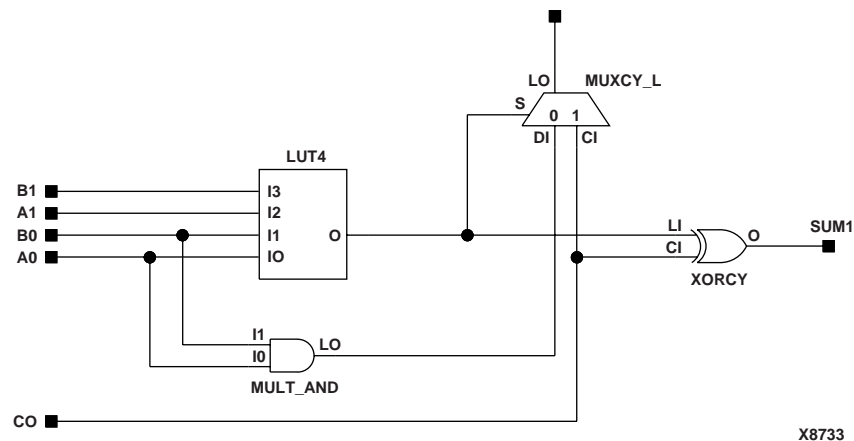 LO
MUXCY_L
S
0 1
DI CI
LUT4
B1
I3
A1
I2
B0
I1
O
A0
IO
LI
CI
O
SUM1
XORCY
I1
I0
LO
MULT_AND
CO
X8733